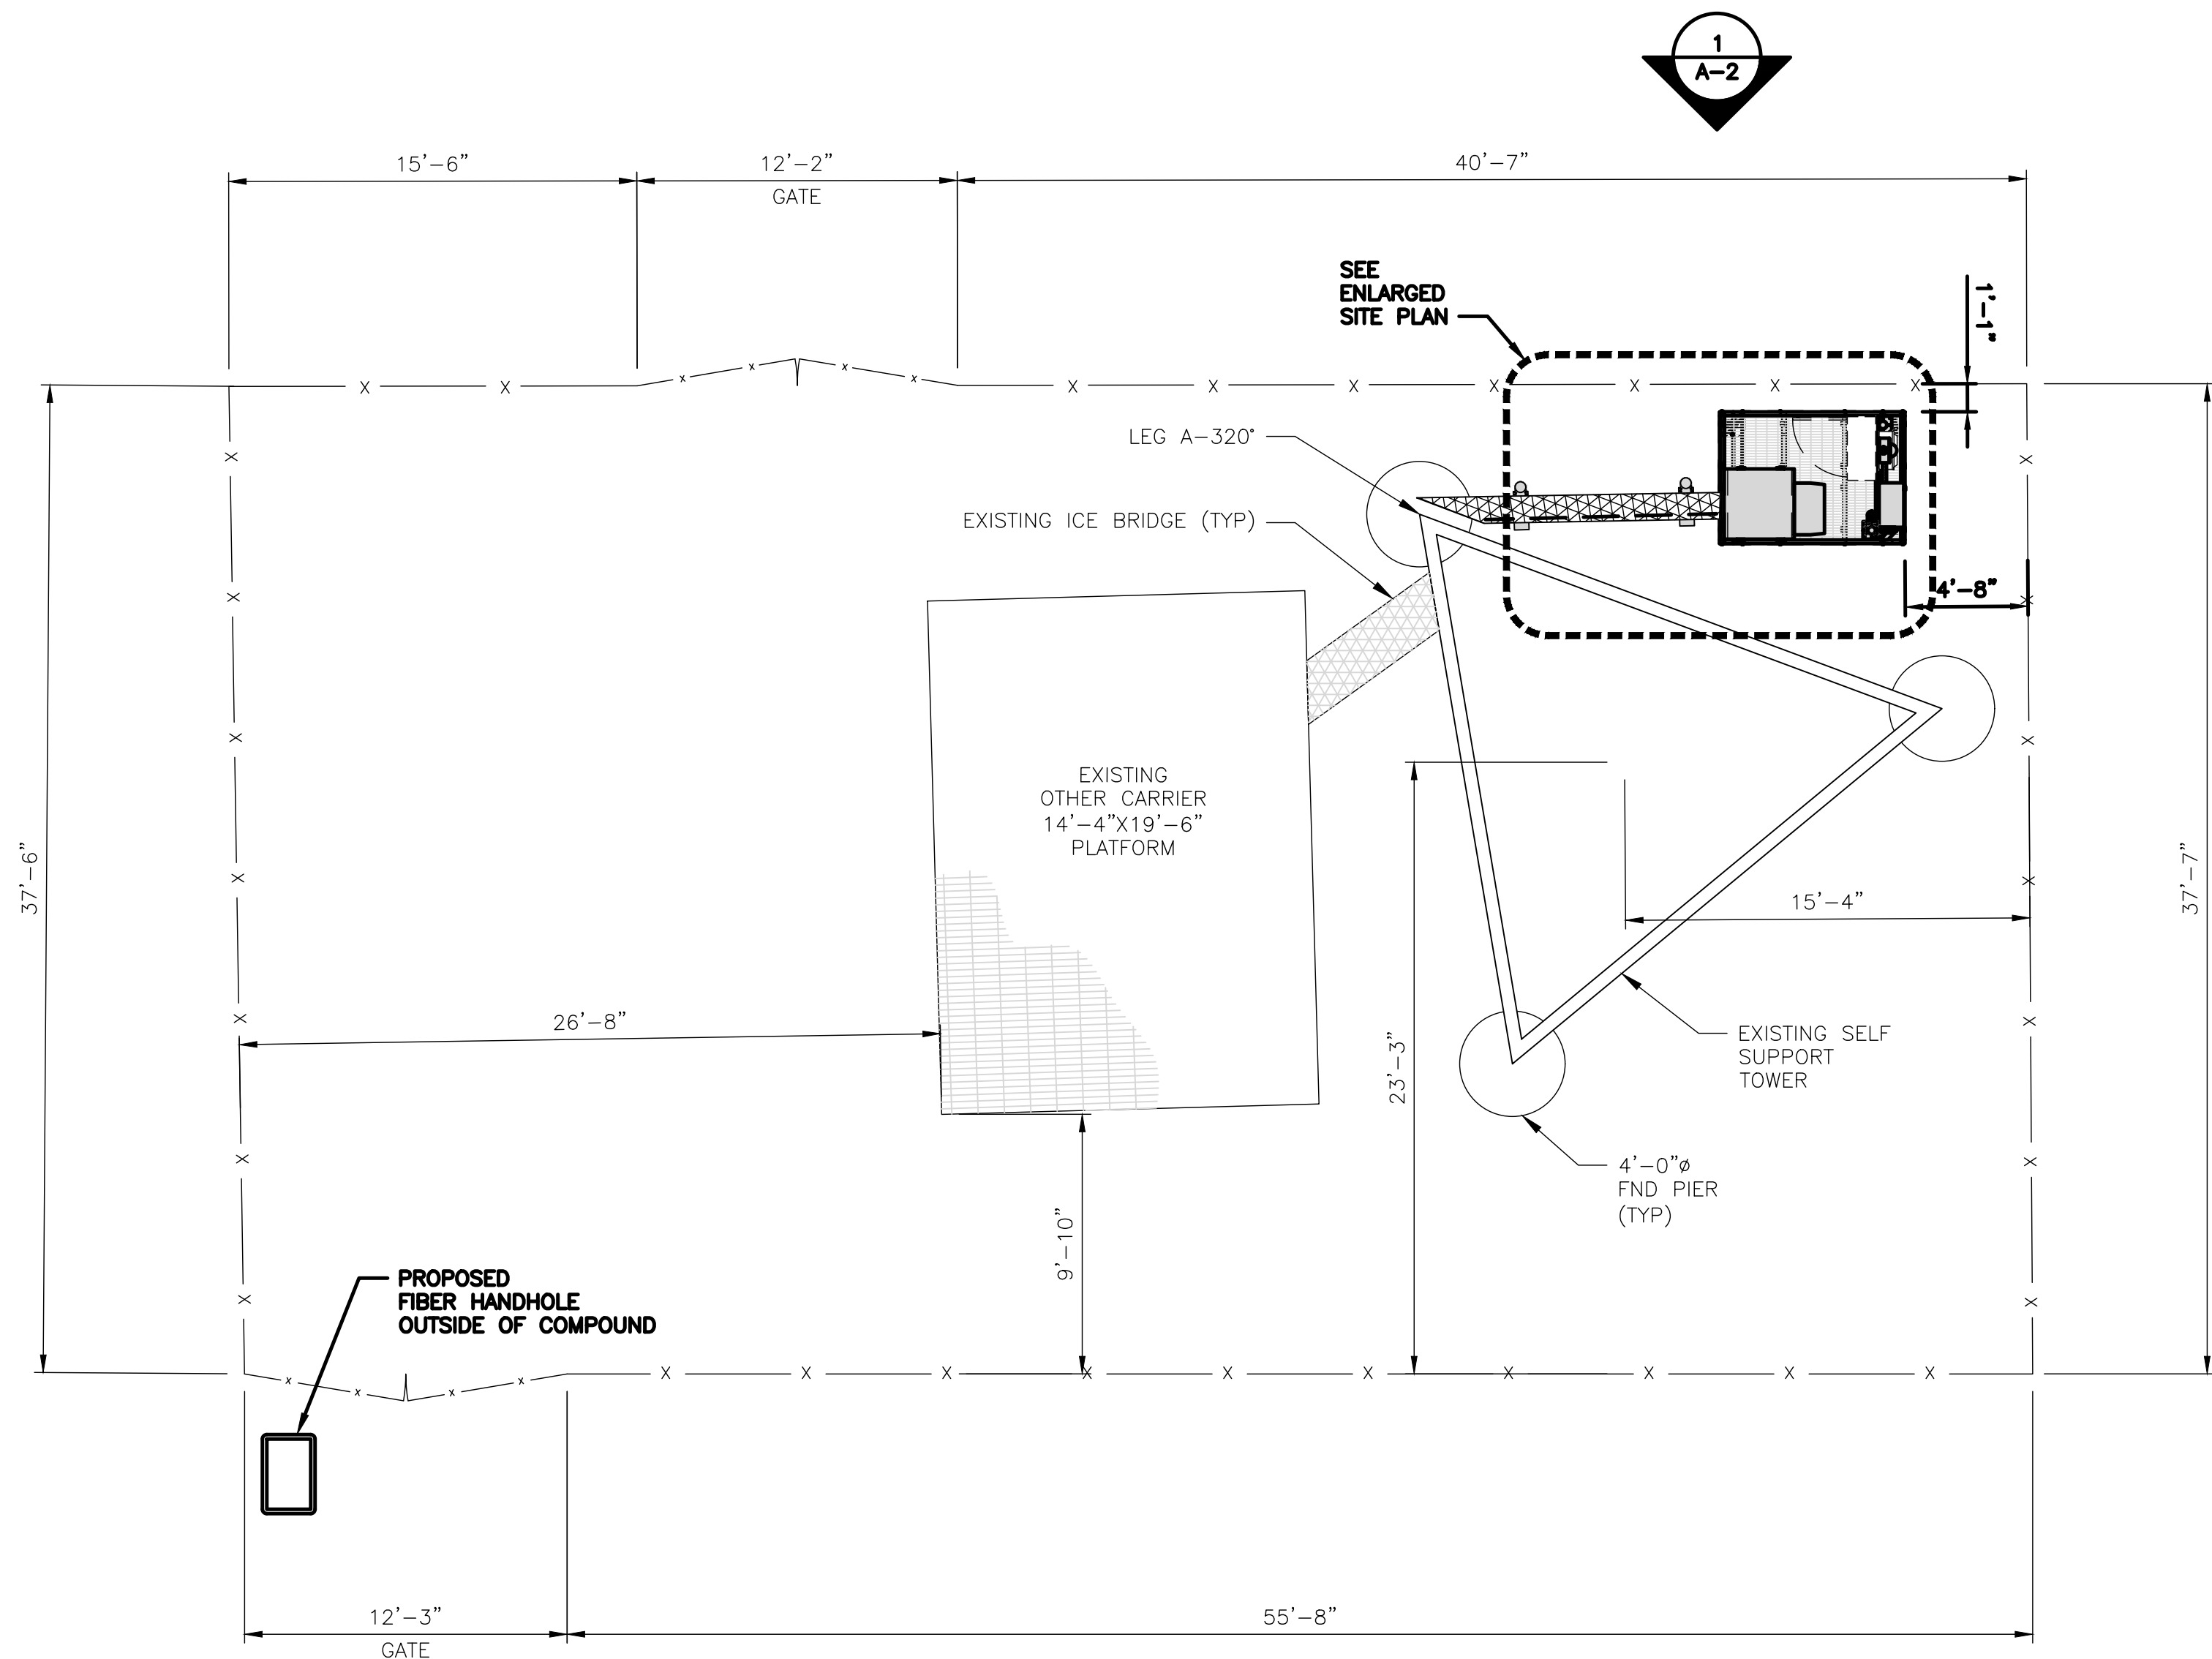 1
A-2
15'-6"
12'-2"
GATE
40'-7"
SEE
ENLARGED
SITE PLAN
1'-1"
LEG A-320°
EXISTING ICE BRIDGE (TYP)
4'-8"
EXISTING
OTHER CARRIER
14'-4"X19'-6"
PLATFORM
37'-6"
37'-7"
15'-4"
26'-8"
23'-3"
EXISTING SELF
SUPPORT
TOWER
4'-0"ø
FND PIER
(TYP)
9'-10"
PROPOSED
FIBER HANDHOLE
OUTSIDE OF COMPOUND
12'-3"
GATE
55'-8"